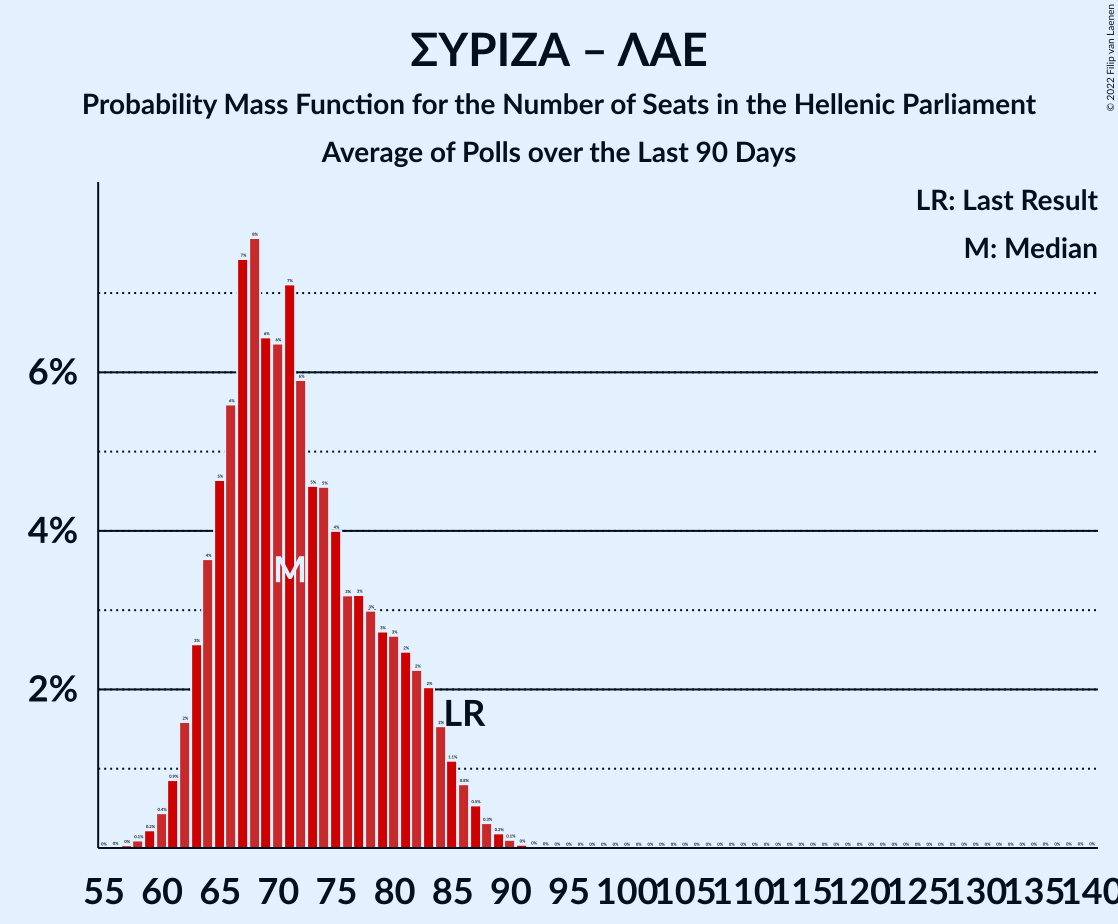 ΣΥΡΙΖΑ – ΛΑΕ
Probability Mass Function for the Number of Seats in the Hellenic Parliament
Average of Polls over the Last 90 Days
© 2022 Filip van Laenen
LR: Last Result
M: Median
6%
4%
2%
M
LR
55 60 65 70 75 80 85 90 95 100 105 110 115 120 125 130 135 140